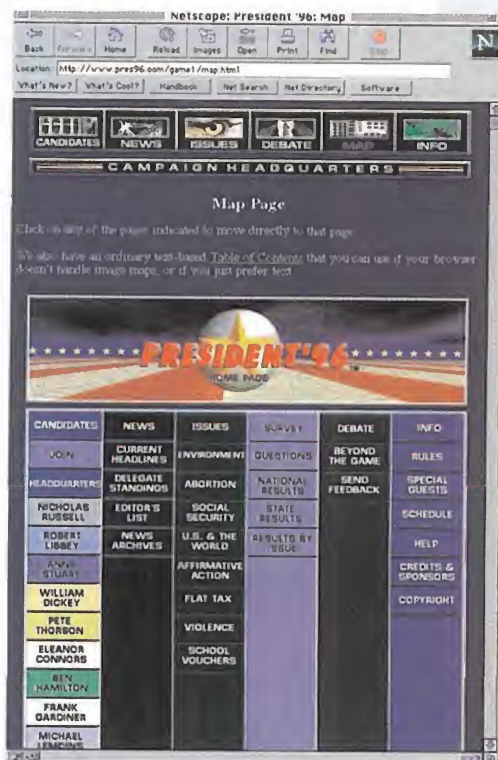 Netscape: President '96: Map
Back Forward Home Reload Images Open Print Find Stop
N
Location: http://www.pres96.com/game1/map.html
What's New? What's Cool? Handbook Net Search Net Directory Software
CANDIDATES NEWS ISSUES DEBATE MAP INFO
CAMPAIGN HEADQUARTERS
Map Page
Click on any of the pages indicated to move directly to that page
We also have an ordinary text-based Table of Contents that you can use if your browser
doesn't handle image maps, or if you just prefer text
PRESIDENT'96
HOME PAGE
CANDIDATES
JOIN
HEADQUARTERS
NICHOLAS
RUSSELL
ROBERT
LIBBEY
ANNE
STUART
WILLIAM
DICKEY
PETE
THORSON
ELEANOR
CONNORS
BEN
HAMILTON
FRANK
GARDINER
MICHAEL
NEWS
CURRENT
HEADLINES
DELEGATE
STANDINGS
EDITOR'S
LIST
NEWS
ARCHIVES
ISSUES
ENVIRONMENT
ABORTION
SOCIAL
SECURITY
U.S. & THE
WORLD
AFFIRMATIVE
ACTION
FLAT TAX
VIOLENCE
SCHOOL
VOUCHERS
SURVEY
QUESTIONS
NATIONAL
RESULTS
STATE
RESULTS
RESULTS BY
ISSUE
DEBATE
BEYOND
THE GAME
SEND
FEEDBACK
INFO
RULES
SPECIAL
GUESTS
SCHEDULE
HELP
CREDITS &
SPONSORS
COPYRIGHT